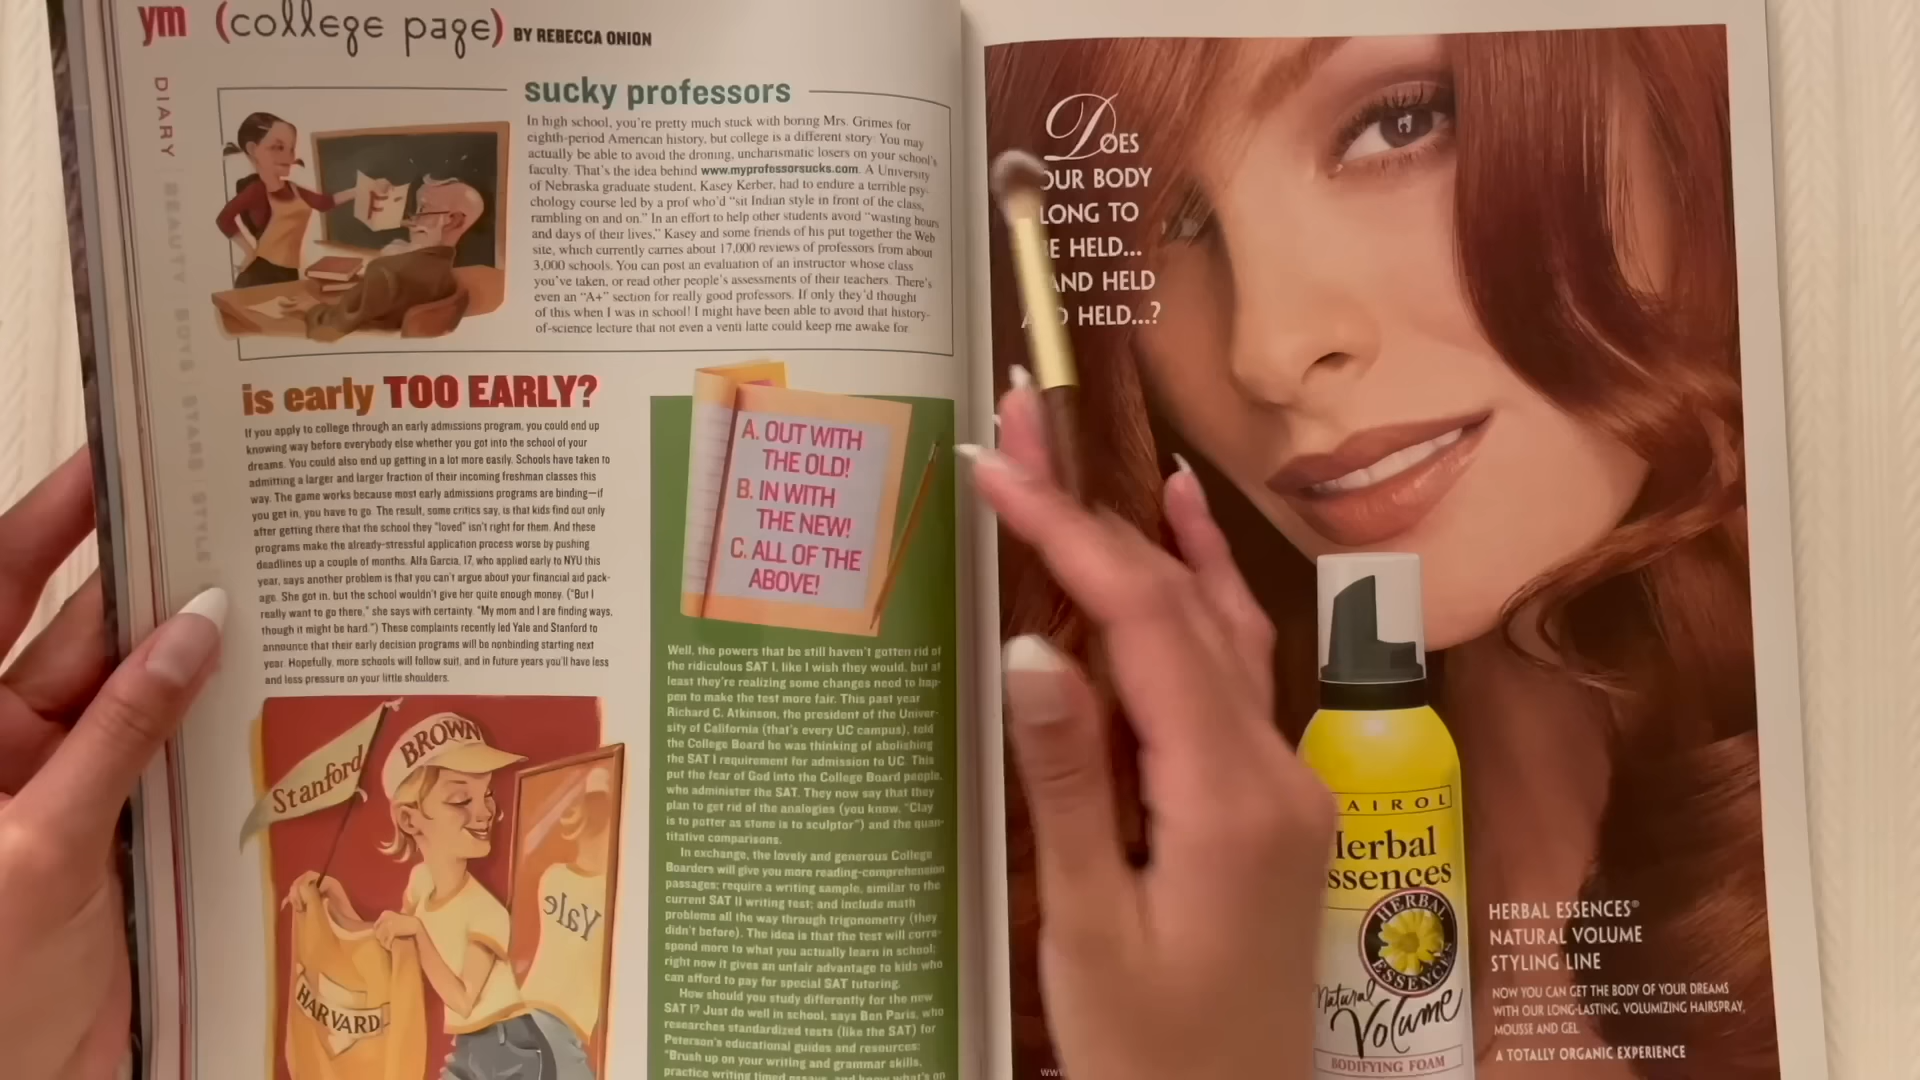 ym (college page) BY REBECCA ONION
DIARY
BEAUTY
BOYS
STARS
STYLE
sucky professors
In high school, you're pretty much stuck with boring Mrs. Grimes for
eighth-period American history, but college is a different story: You may
actually be able to avoid the droning, uncharismatic losers on your school's
faculty. That's the idea behind www.myprofessorsucks.com. A University
of Nebraska graduate student, Kasey Kerber, had to endure a terrible psy-
chology course led by a prof who'd "sit Indian style in front of the class,
rambling on and on." In an effort to help other students avoid "wasting hours
and days of their lives," Kasey and some friends of his put together the Web
site, which currently carries about 17,000 reviews of professors from about
3,000 schools. You can post an evaluation of an instructor whose class
you've taken, or read other people's assessments of their teachers. There's
even an "A+" section for really good professors. If only they'd thought
of this when I was in school! I might have been able to avoid that history-
of-science lecture that not even a venti latte could keep me awake for.
F
is early TOO EARLY?
If you apply to college through an early admissions program, you could end up
knowing way before everybody else whether you got into the school of your
dreams. You could also end up getting in a lot more easily. Schools have taken to
admitting a larger and larger fraction of their incoming freshman classes this
way. The game works because most early admissions programs are binding—if
you get in, you have to go. The result, some critics say, is that kids find out only
after getting there that the school they "loved" isn't right for them. And these
programs make the already-stressful application process worse by pushing
deadlines up a couple of months. Alfa Garcia, 17, who applied early to NYU this
year, says another problem is that you can't argue about your financial aid pack-
age. She got in, but the school wouldn't give her quite enough money. ("But I
really want to go there," she says with certainty. "My mom and I are finding ways,
though it might be hard.") These complaints recently led Yale and Stanford to
announce that their early decision programs will be nonbinding starting next
year. Hopefully, more schools will follow suit, and in future years you'll have less
and less pressure on your little shoulders.
Stanford
BROWN
Yale
HARVARD
A. OUT WITH
THE OLD!
B. IN WITH
THE NEW!
C. ALL OF THE
ABOVE!
Well, the powers that be still haven't gotten rid of
the ridiculous SAT I, like I wish they would, but at
least they're realizing some changes need to hap-
pen to make the test more fair. This past year
Richard C. Atkinson, the president of the Univer-
sity of California (that's every UC campus), told
the College Board he was thinking of abolishing
the SAT I requirement for admission to UC. This
put the fear of God into the College Board people,
who administer the SAT. They now say that they
plan to get rid of the analogies (you know, "Clay
is to potter as stone is to sculptor") and the quan-
titative comparisons.
In exchange, the lovely and generous College
Boarders will give you more reading-comprehension
passages; require a writing sample, similar to the
current SAT II writing test; and include math
problems all the way through trigonometry (they
didn't before). The idea is that the test will corre-
spond more to what you actually learn in school;
right now it gives an unfair advantage to kids who
can afford to pay for special SAT tutoring.
How should you study differently for the new
SAT I? Just do well in school, says Ben Paris, who
researches standardized tests (like the SAT) for
Peterson's educational guides and resources:
"Brush up on your writing and grammar skills,
practice writing timed essays, and know what's on
DOES
OUR BODY
LONG TO
BE HELD...
AND HELD
AND HELD...?
AIROL
Herbal
Essences
HERBAL
ESSENCES
Natural
Volume
BODIFYING FOAM
HERBAL ESSENCES®
NATURAL VOLUME
STYLING LINE
NOW YOU CAN GET THE BODY OF YOUR DREAMS
WITH OUR LONG-LASTING, VOLUMIZING HAIRSPRAY,
MOUSSE AND GEL.
A TOTALLY ORGANIC EXPERIENCE